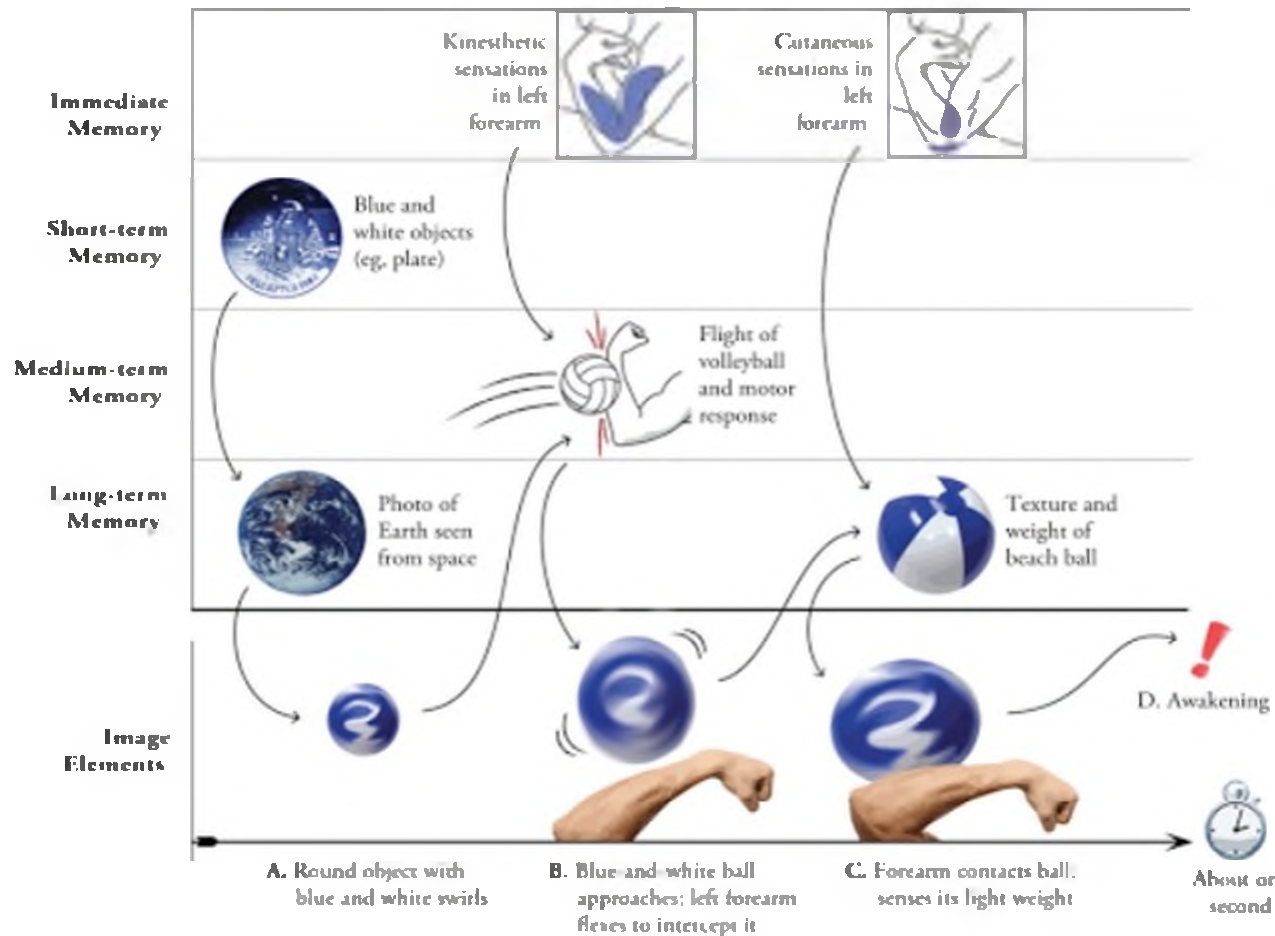 Kinesthetic
sensations
in left
forearm
Cutaneous
sensations in
left
forearm
Immediate
Memory
Short-term
Memory
Blue and
white objects
(eg, plate)
Medium-term
Memory
Flight of
volleyball
and motor
response
Long-term
Memory
Photo of
Earth seen
from space
Texture and
weight of
beach ball
Image
Elements
D. Awakening
A. Round object with
blue and white swirls
B. Blue and white ball
approaches; left forearm
flexes to intercept it
C. Forearm contacts ball;
senses its light weight
About or
second